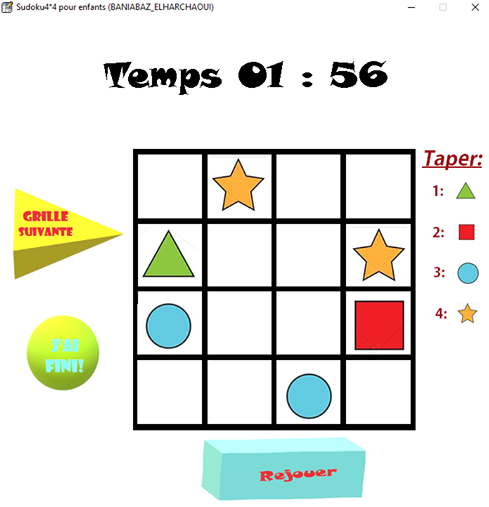 Sudoku4*4 pour enfants (BANIABAZ_ELHARCHAOUI)
Temps 01 : 56
Taper:
1:
2:
3:
4:
GRILLE
SUIVANTE
J'AI
FINI!
Rejouer